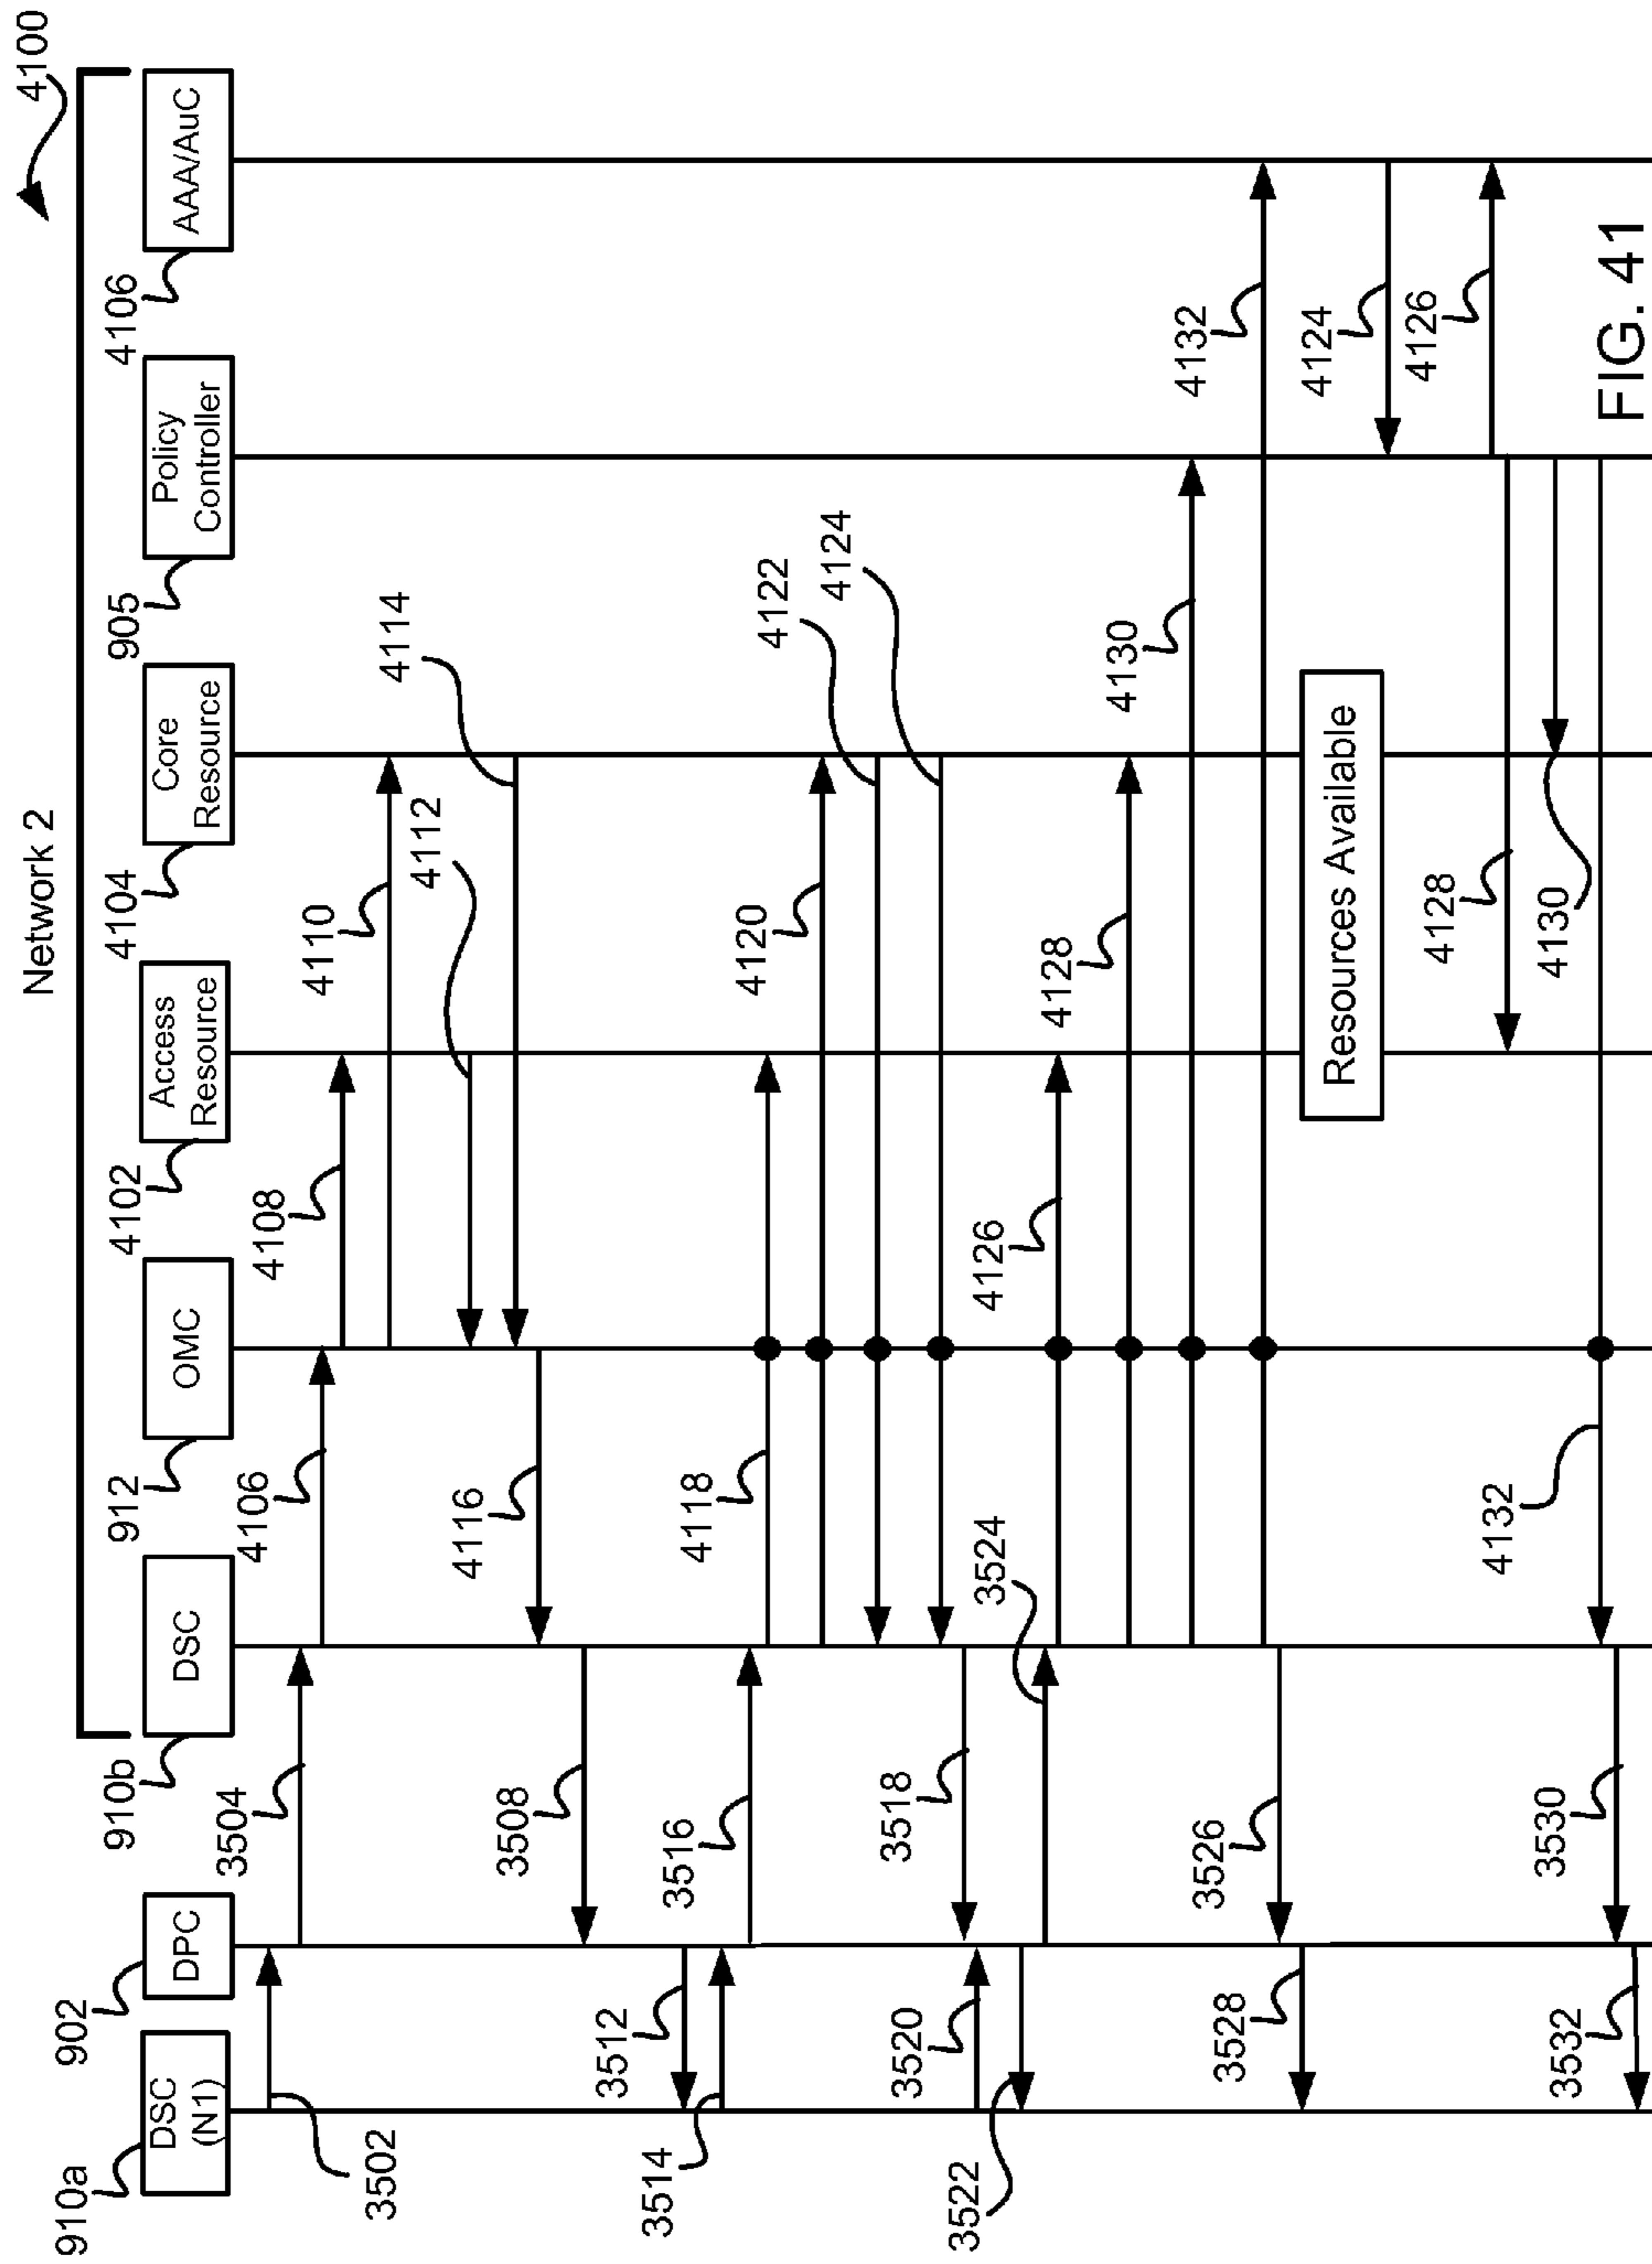 4100
Network 2
910a
DSC
(N1)
902
DPC
910b
DSC
912
OMC
4102
Access
Resource
4104
Core
Resource
905
Policy
Controller
4106
AAA/AuC
3502
3504
4106
4108
4110
4112
4114
4116
3508
3512
3514
3516
4118
4120
4122
4124
3518
3520
3522
3524
4126
4128
4130
4132
3526
3528
Resources Available
4124
4126
4128
4130
4132
3530
3532
FIG. 41